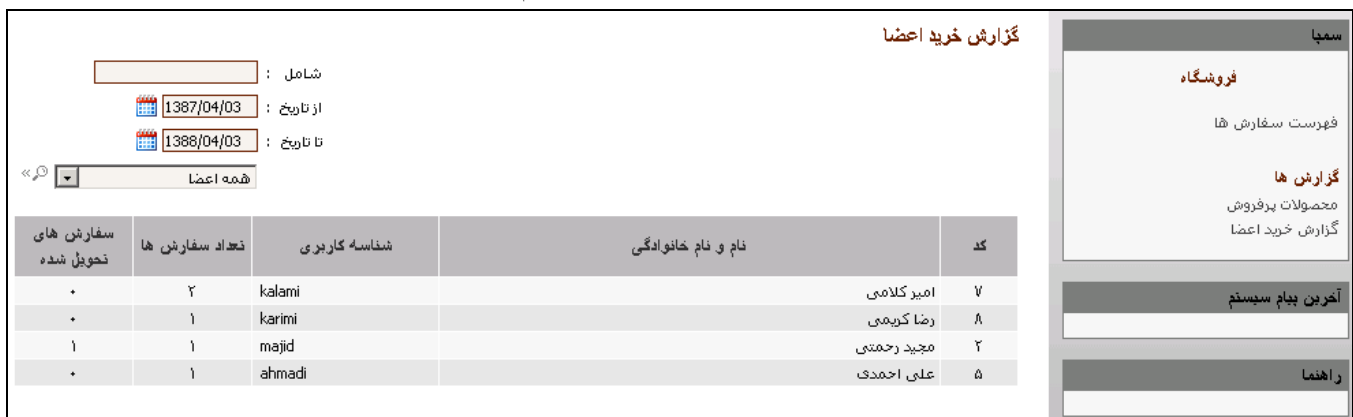 سمپا
فروشگاه
فهرست سفارش ها
گزارش ها
محصولات پرفروش
گزارش خرید اعضا
آخرین پیام سیستم
راهنما
گزارش خرید اعضا
شامل :
از تاریخ : 1387/04/03
تا تاریخ : 1388/04/03
همه اعضا »
کد نام و نام خانوادگی شناسه کاربری تعداد سفارش ها سفارش های تحویل شده
۷ امیر کلامی kalami ۲ ۰
۸ رضا کریمی karimi ۱ ۰
۲ مجید رحمتی majid ۱ ۱
۵ علی احمدی ahmadi ۱ ۰